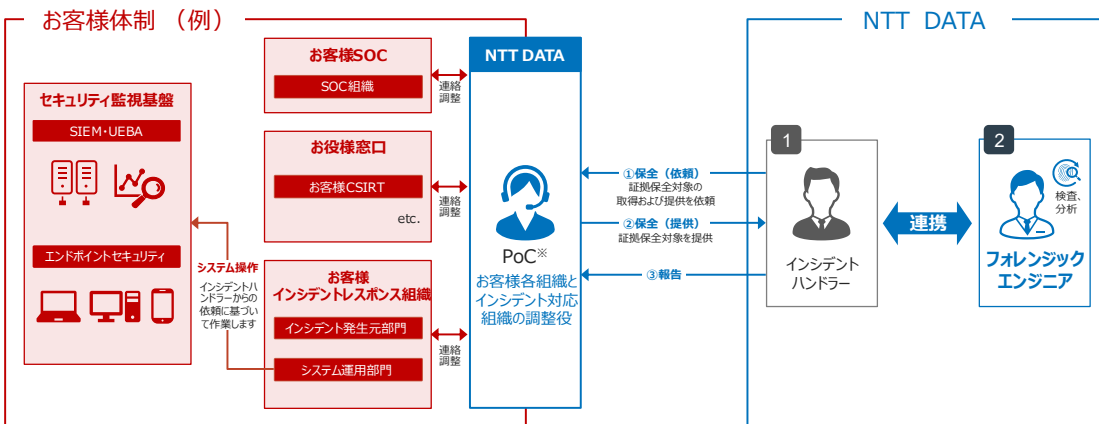 お客様体制 （例）
NTT DATA
セキュリティ監視基盤
SIEM・UEBA
エンドポイントセキュリティ
システム操作
インシデントハ
ンドラーからの
依頼に基づい
て作業します
お客様SOC
SOC組織
連絡
調整
お役様窓口
お客様CSIRT
etc.
連絡
調整
お客様
インシデントレスポンス組織
インシデント発生元部門
システム運用部門
連絡
調整
NTT DATA
PoC※
お客様各組織と
インシデント対応
組織の調整役
①保全（依頼）
証拠保全対象の
取得および提供を依頼
②保全（提供）
証拠保全対象を提供
③報告
1
インシデント
ハンドラー
連携
2
検査、
分析
フォレンジック
エンジニア